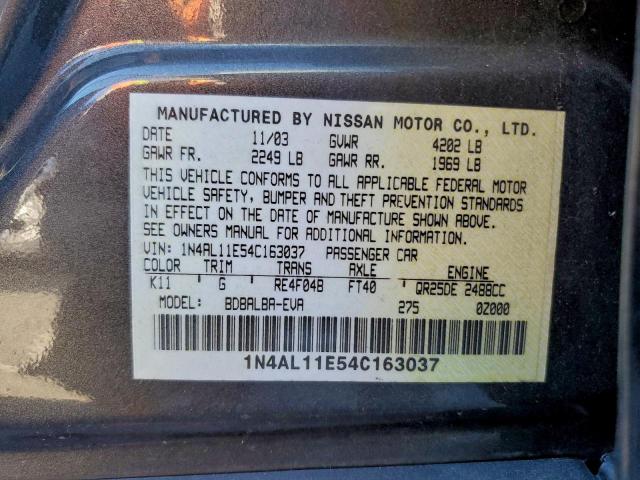 MANUFACTURED BY NISSAN MOTOR CO., LTD.
DATE 11/03 GVWR 4202 LB
GAWR FR. 2249 LB GAWR RR. 1969 LB
THIS VEHICLE CONFORMS TO ALL APPLICABLE FEDERAL MOTOR
VEHICLE SAFETY, BUMPER AND THEFT PREVENTION STANDARDS
IN EFFECT ON THE DATE OF MANUFACTURE SHOWN ABOVE.
SEE OWNERS MANUAL FOR ADDITIONAL INFORMATION.
VIN: 1N4AL11E54C163037 PASSENGER CAR
COLOR TRIM TRANS AXLE ENGINE
K11 G RE4F04B FT40 QR25DE 2488CC
MODEL: BDBALBA-EVA 275 0Z000
1N4AL11E54C163037